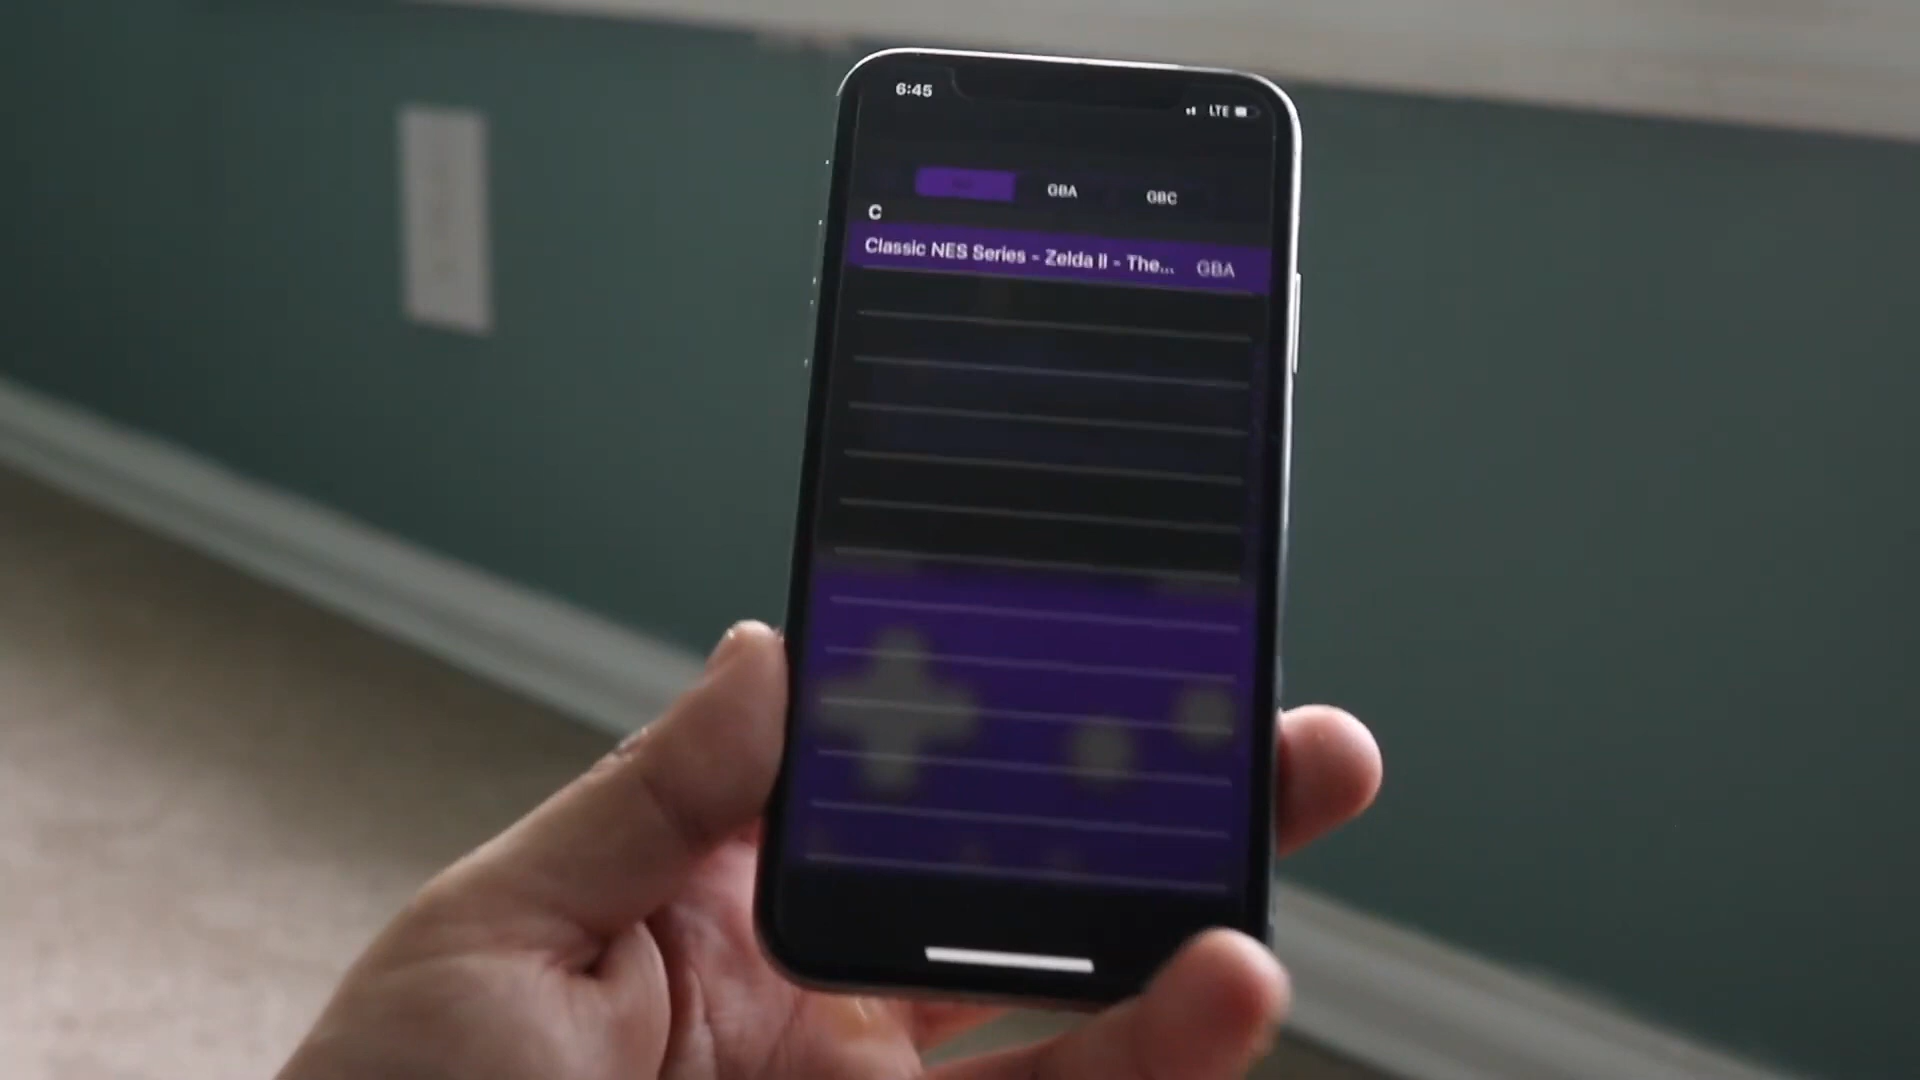 6:45
LTE
GBA
GBC
C
Classic NES Series - Zelda II - The...
GBA